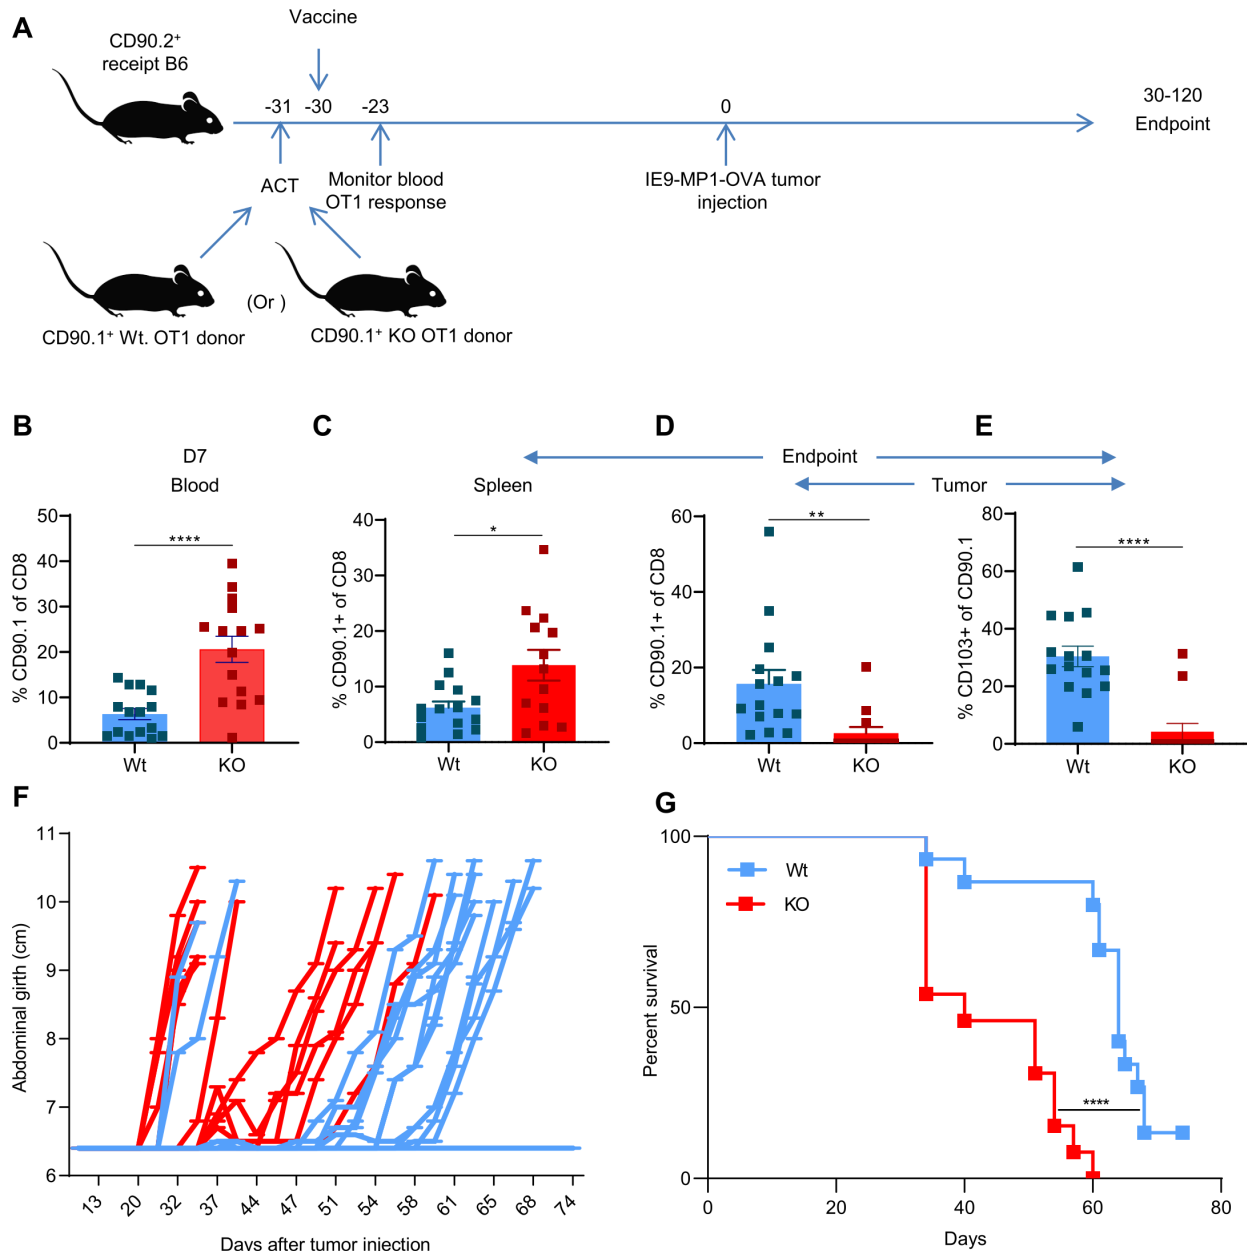 A
Vaccine
CD90.2+
receipt B6
-31
-30
-23
0
30-120
Endpoint
ACT
Monitor blood
OT1 response
IE9-MP1-OVA tumor
injection
(Or )
CD90.1+ Wt. OT1 donor
CD90.1+ KO OT1 donor
B
C
D
E
D7
Blood
Spleen
Endpoint
Tumor
% CD90.1 of CD8
50
40
30
20
10
0
****
Wt
KO
% CD90.1+ of CD8
40
30
20
10
0
*
Wt
KO
% CD90.1+ of CD8
60
40
20
0
**
Wt
KO
% CD103+ of CD90.1
80
60
40
20
0
****
Wt
KO
F
Abdominal girth (cm)
11
10
9
8
7
6
13
20
32
37
44
47
51
54
58
61
65
68
74
Days after tumor injection
G
Percent survival
100
50
0
Wt
KO
****
0
20
40
60
80
Days